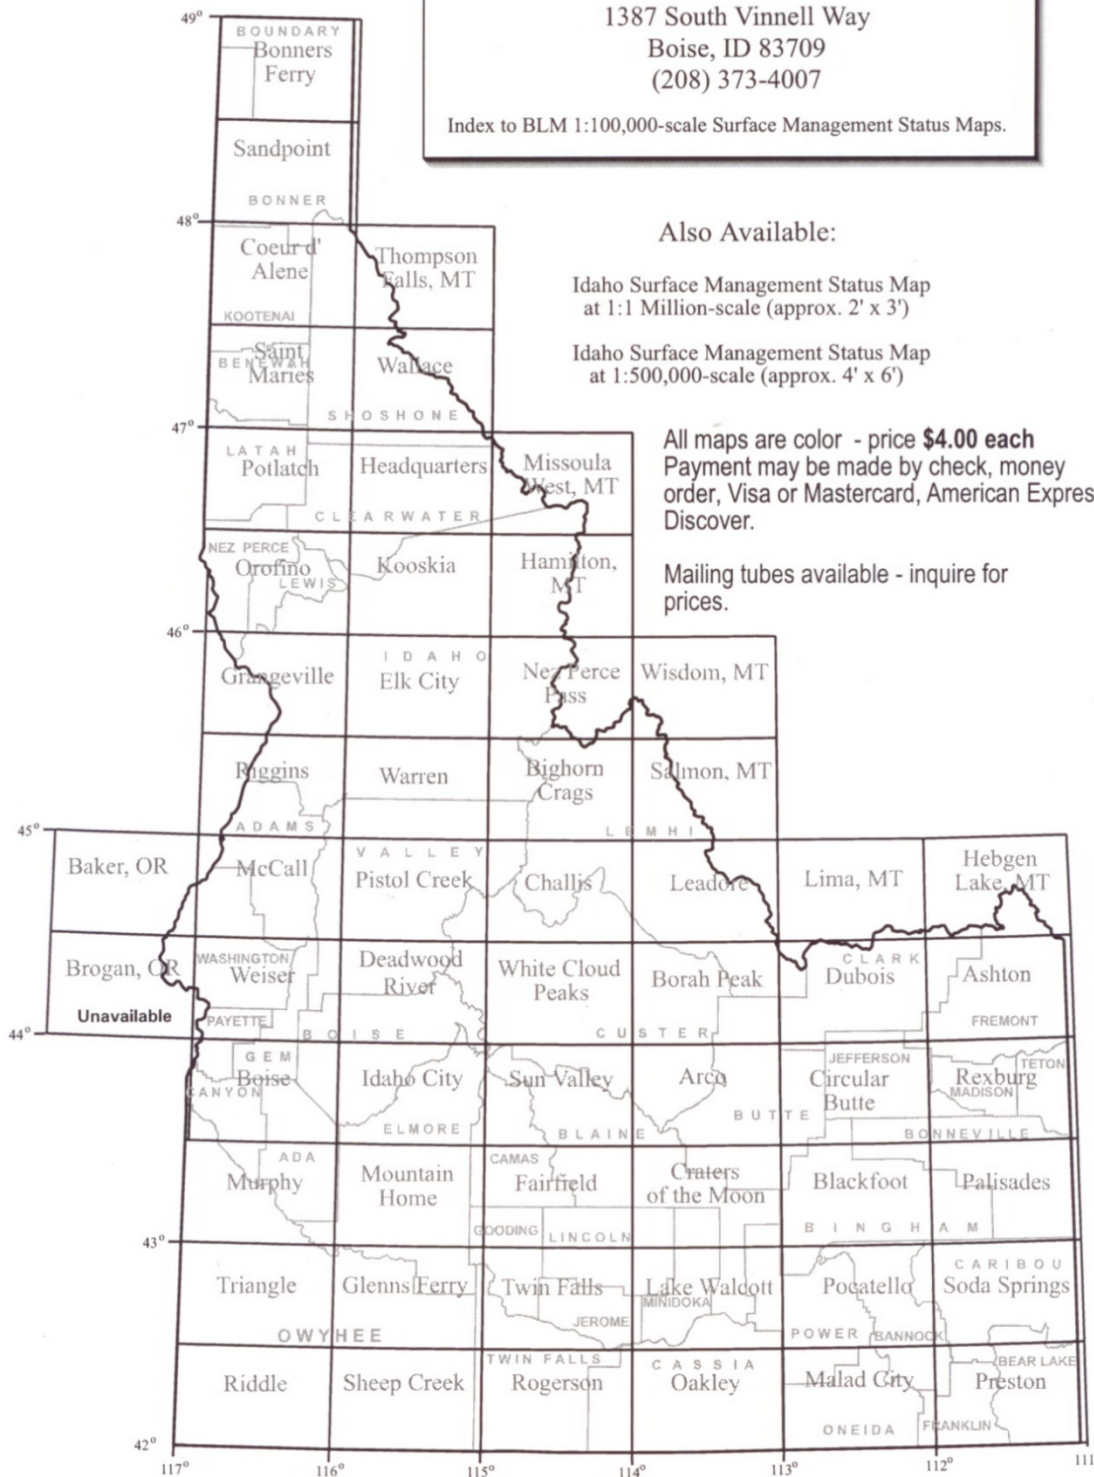 1387 South Vinnell Way
Boise, ID 83709
(208) 373-4007
Index to BLM 1:100,000-scale Surface Management Status Maps.
Also Available:
Idaho Surface Management Status Map
at 1:1 Million-scale (approx. 2' x 3')
Idaho Surface Management Status Map
at 1:500,000-scale (approx. 4' x 6')
All maps are color - price $4.00 each
Payment may be made by check, money
order, Visa or Mastercard, American Expres
Discover.
Mailing tubes available - inquire for
prices.
49°
BOUNDARY
Bonners
Ferry
Sandpoint
BONNER
48°
Coeur d'
Alene
Thompson
Falls, MT
KOOTENAI
Saint
Maries
BENEWAH
Wallace
SHOSHONE
47°
LATAH
Potlatch
Headquarters
Missoula
West, MT
CLEARWATER
NEZ PERCE
Orofino
LEWIS
Kooskia
Hamilton,
MT
46°
IDAHO
Grangeville
Elk City
Nez Perce
Pass
Wisdom, MT
Riggins
Warren
Bighorn
Crags
Salmon, MT
45°
ADAMS
LEMHI
Baker, OR
McCall
VALLEY
Pistol Creek
Challis
Leadore
Lima, MT
Hebgen
Lake, MT
Brogan, OR
Unavailable
WASHINGTON
Weiser
Deadwood
River
White Cloud
Peaks
Borah Peak
CLARK
Dubois
Ashton
FREMONT
44°
PAYETTE
BOISE
CUSTER
GEM
Boise
CANYON
Idaho City
Sun Valley
Arco
JEFFERSON
Circular
Butte
Rexburg
TETON
MADISON
ELMORE
BLAINE
BUTTE
BONNEVILLE
ADA
Murphy
Mountain
Home
CAMAS
Fairfield
Craters
of the Moon
Blackfoot
Palisades
GOODING
LINCOLN
BINGHAM
43°
Triangle
Glenns Ferry
Twin Falls
Lake Walcott
MINIDOKA
Pocatello
CARIBOU
Soda Springs
OWYHEE
JEROME
POWER
BANNOCK
Riddle
Sheep Creek
TWIN FALLS
Rogerson
CASSIA
Oakley
Malad City
BEAR LAKE
Preston
ONEIDA
FRANKLIN
42°
117° 116° 115° 114° 113° 112° 111